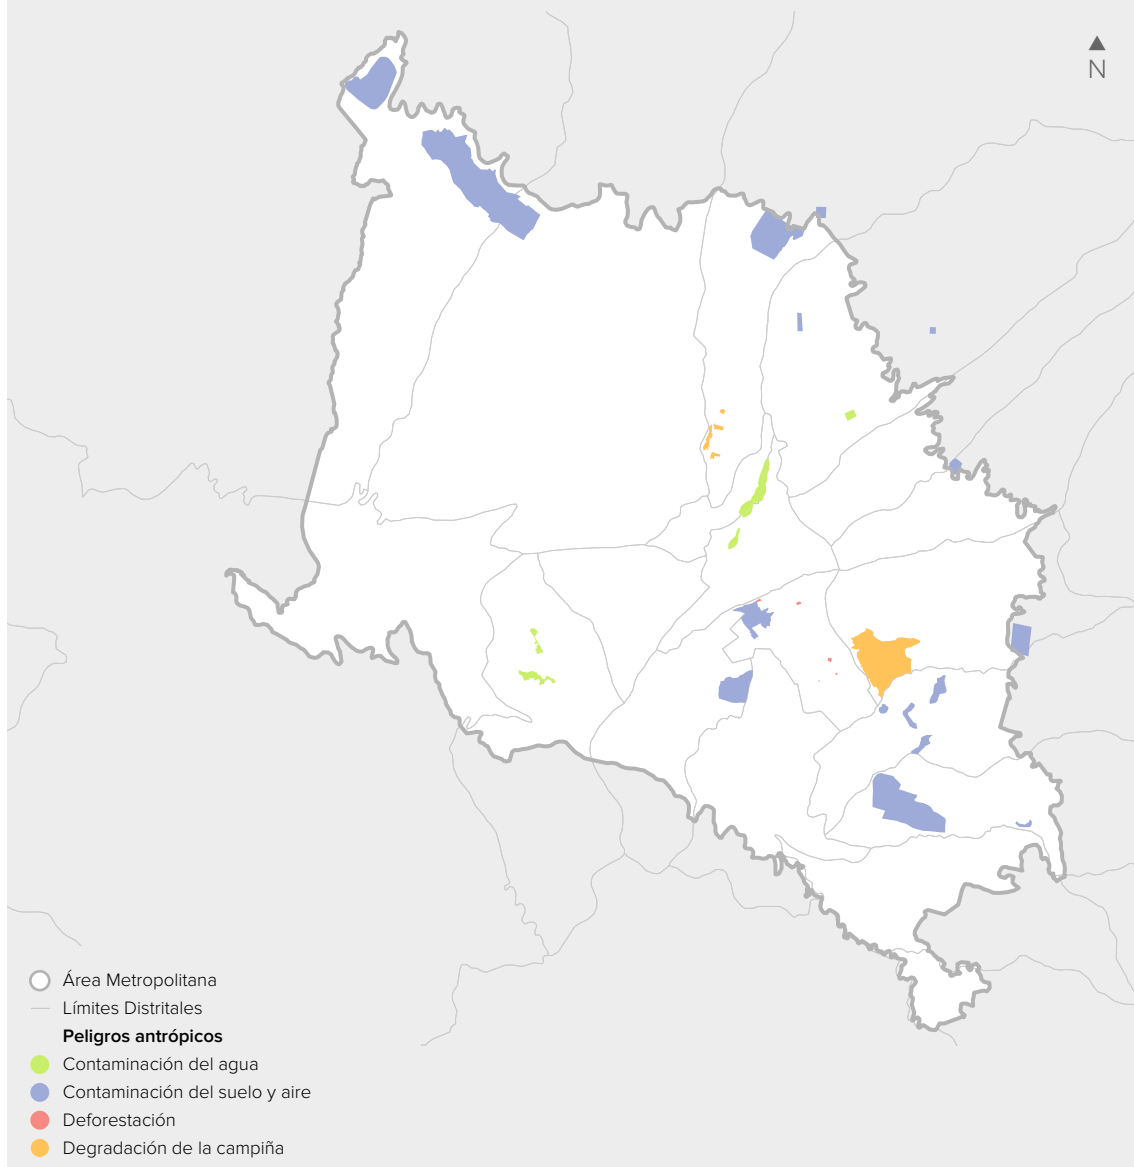 N
Área Metropolitana
Límites Distritales
Peligros antrópicos
Contaminación del agua
Contaminación del suelo y aire
Deforestación
Degradación de la campiña